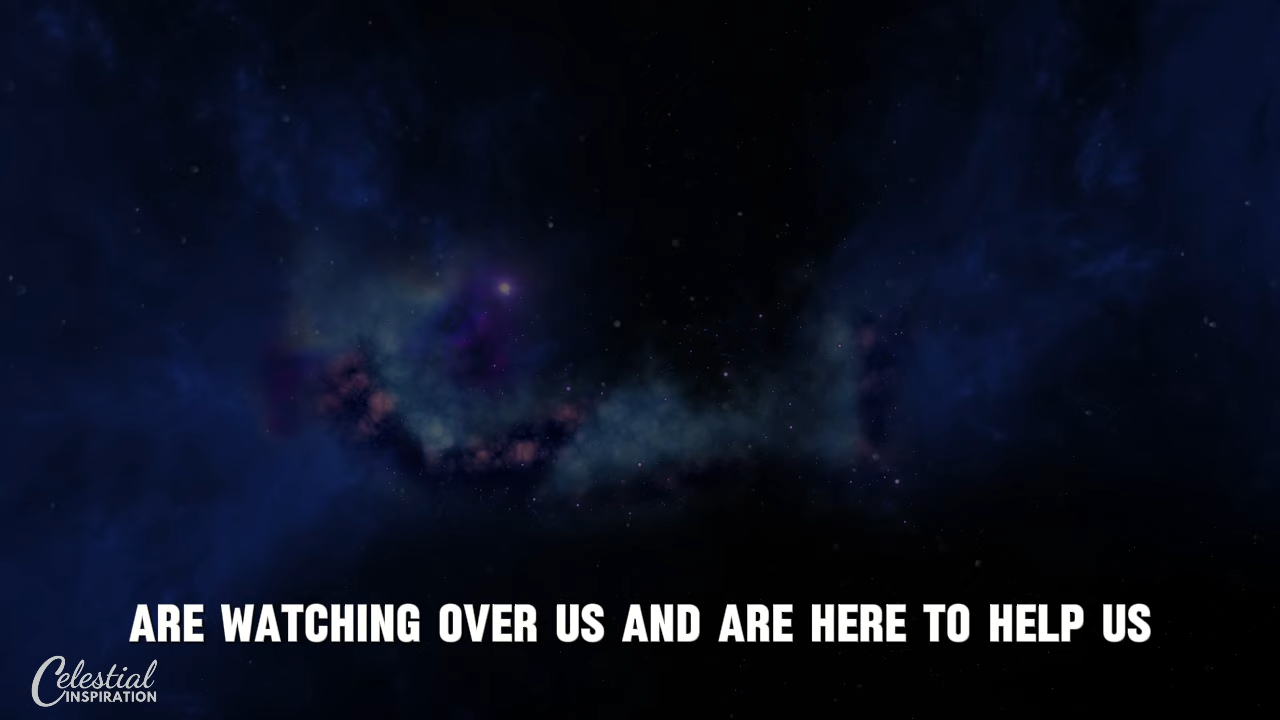 ARE WATCHING OVER US AND ARE HERE TO HELP US
Celestial
INSPIRATION